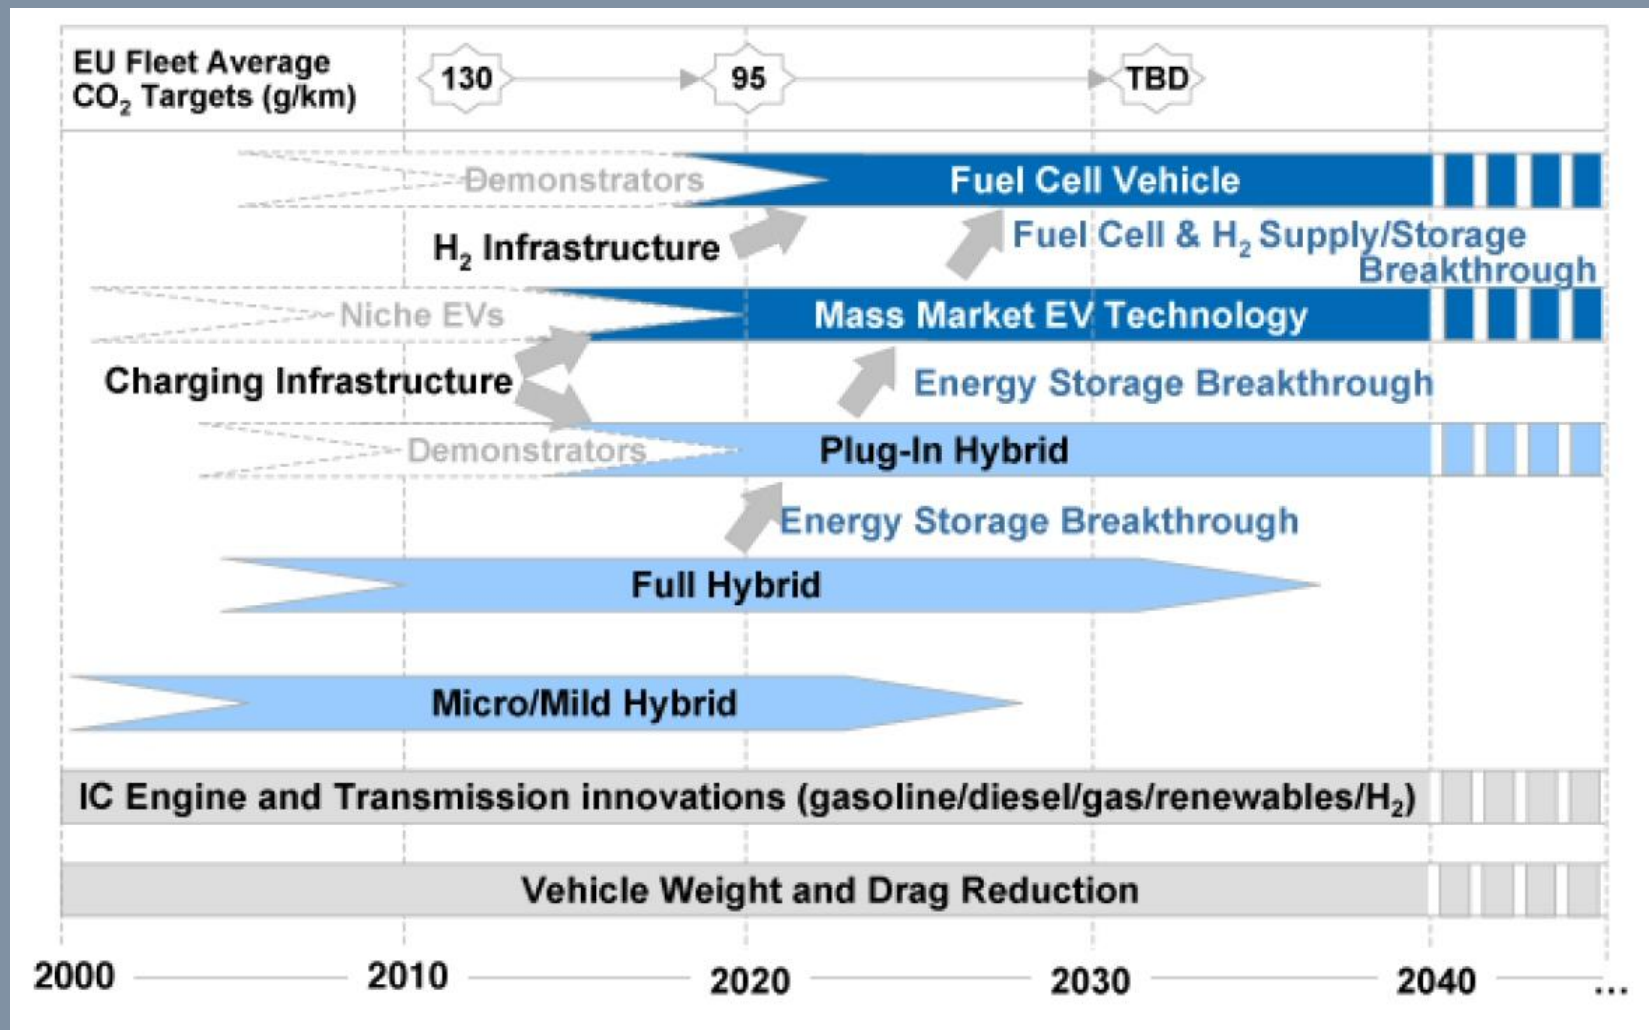 EU Fleet Average
CO₂ Targets (g/km)
130
95
TBD
Demonstrators
Fuel Cell Vehicle
H₂ Infrastructure
Fuel Cell & H₂ Supply/Storage
Breakthrough
Niche EVs
Mass Market EV Technology
Charging Infrastructure
Energy Storage Breakthrough
Demonstrators
Plug-In Hybrid
Energy Storage Breakthrough
Full Hybrid
Micro/Mild Hybrid
IC Engine and Transmission innovations (gasoline/diesel/gas/renewables/H₂)
Vehicle Weight and Drag Reduction
2000
2010
2020
2030
2040
...